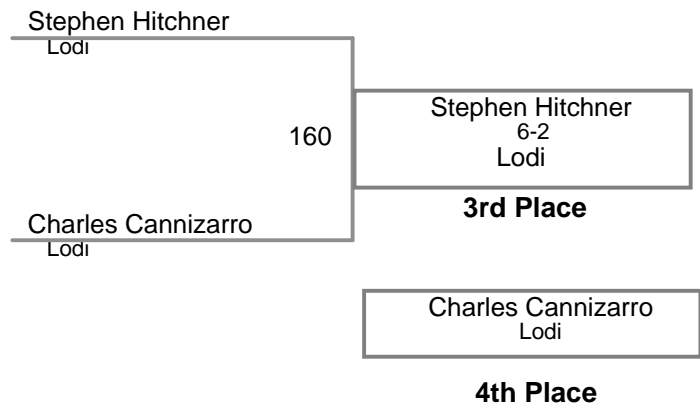 Stephen Hitchner
Lodi
160
Stephen Hitchner
6-2
Lodi
3rd Place
Charles Cannizarro
Lodi
Charles Cannizarro
Lodi
4th Place